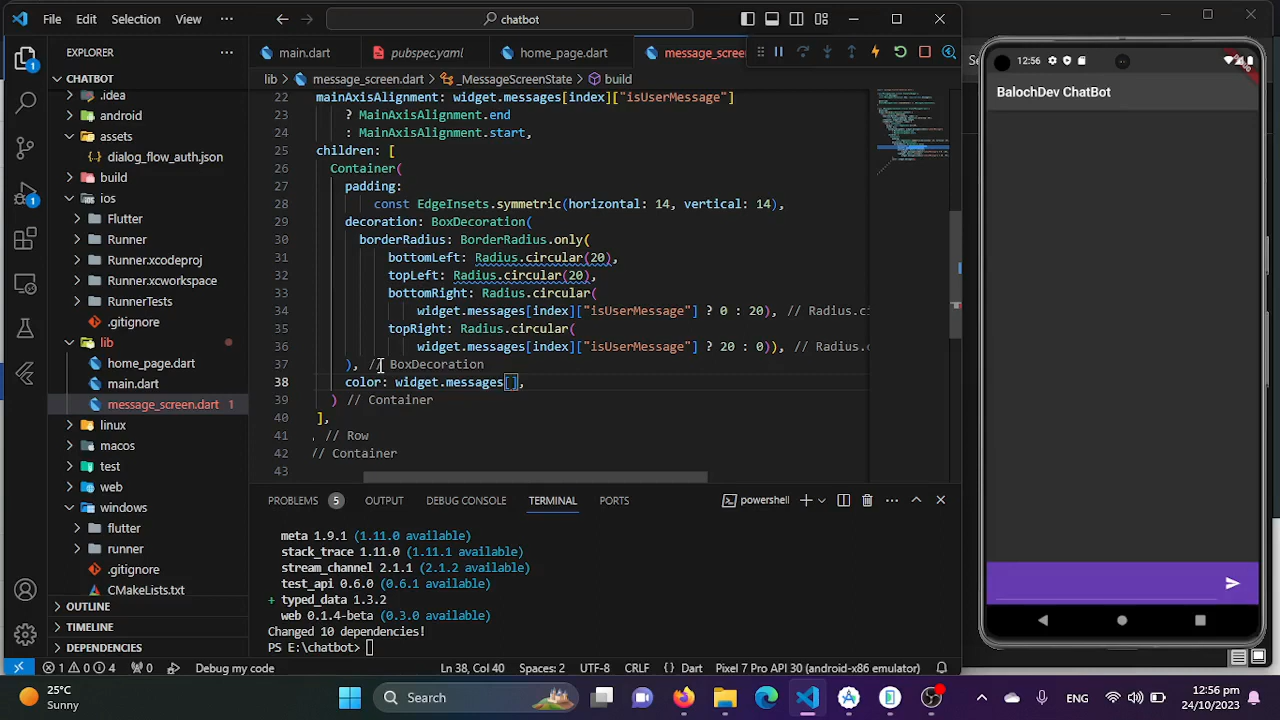 File Edit Selection View
chatbot
EXPLORER
main.dart
pubspec.yaml
home_page.dart
message_scree
CHATBOT
lib > message_screen.dart > _MessageScreenState > build
.idea
android
assets
dialog_flow_auth.json
build
ios
Flutter
Runner
Runner.xcodeproj
Runner.xcworkspace
RunnerTests
.gitignore
lib
home_page.dart
main.dart
message_screen.dart 1
linux
macos
test
web
windows
flutter
runner
.gitignore
CMakeLists.txt
OUTLINE
TIMELINE
DEPENDENCIES
22 mainAxisAlignment: widget.messages[index]["isUserMessage"]
23 ? MainAxisAlignment.end
24 : MainAxisAlignment.start,
25 children: [
26 Container(
27 padding:
28 const EdgeInsets.symmetric(horizontal: 14, vertical: 14),
29 decoration: BoxDecoration(
30 borderRadius: BorderRadius.only(
31 bottomLeft: Radius.circular(20),
32 topLeft: Radius.circular(20),
33 bottomRight: Radius.circular(
34 widget.messages[index]["isUserMessage"] ? 0 : 20), // Radius.ci
35 topRight: Radius.circular(
36 widget.messages[index]["isUserMessage"] ? 20 : 0)), // Radius.c
37 ), // BoxDecoration
38 color: widget.messages[],
39 ) // Container
40 ],
41 , // Row
42 // Container
43
PROBLEMS 5 OUTPUT DEBUG CONSOLE TERMINAL PORTS
powershell
meta 1.9.1 (1.11.0 available)
stack_trace 1.11.0 (1.11.1 available)
stream_channel 2.1.1 (2.1.2 available)
test_api 0.6.0 (0.6.1 available)
+ typed_data 1.3.2
web 0.1.4-beta (0.3.0 available)
Changed 10 dependencies!
PS E:\chatbot>
1 0 4 0 Debug my code
Ln 38, Col 40 Spaces: 2 UTF-8 CRLF {} Dart Pixel 7 Pro API 30 (android-x86 emulator)
12:56
BalochDev ChatBot
25°C
Sunny
Search
ENG
12:56 pm
24/10/2023